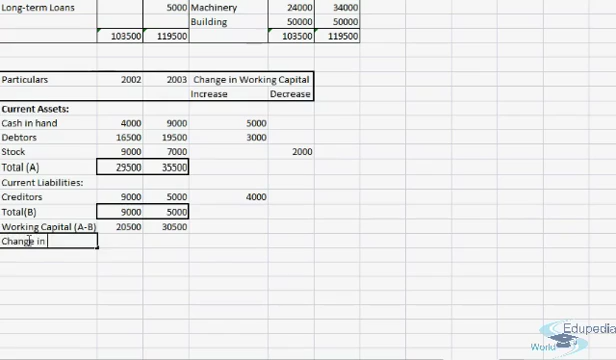 Long-term Loans 5000 Machinery 24000 34000
Building 50000 50000
103500 119500 103500 119500
Particulars 2002 2003 Change in Working Capital
Increase Decrease
Current Assets:
Cash in hand 4000 9000 5000
Debtors 16500 19500 3000
Stock 9000 7000 2000
Total (A) 29500 35500
Current Liabilities:
Creditors 9000 5000 4000
Total(B) 9000 5000
Working Capital (A-B) 20500 30500
Change in
Edupedia
World